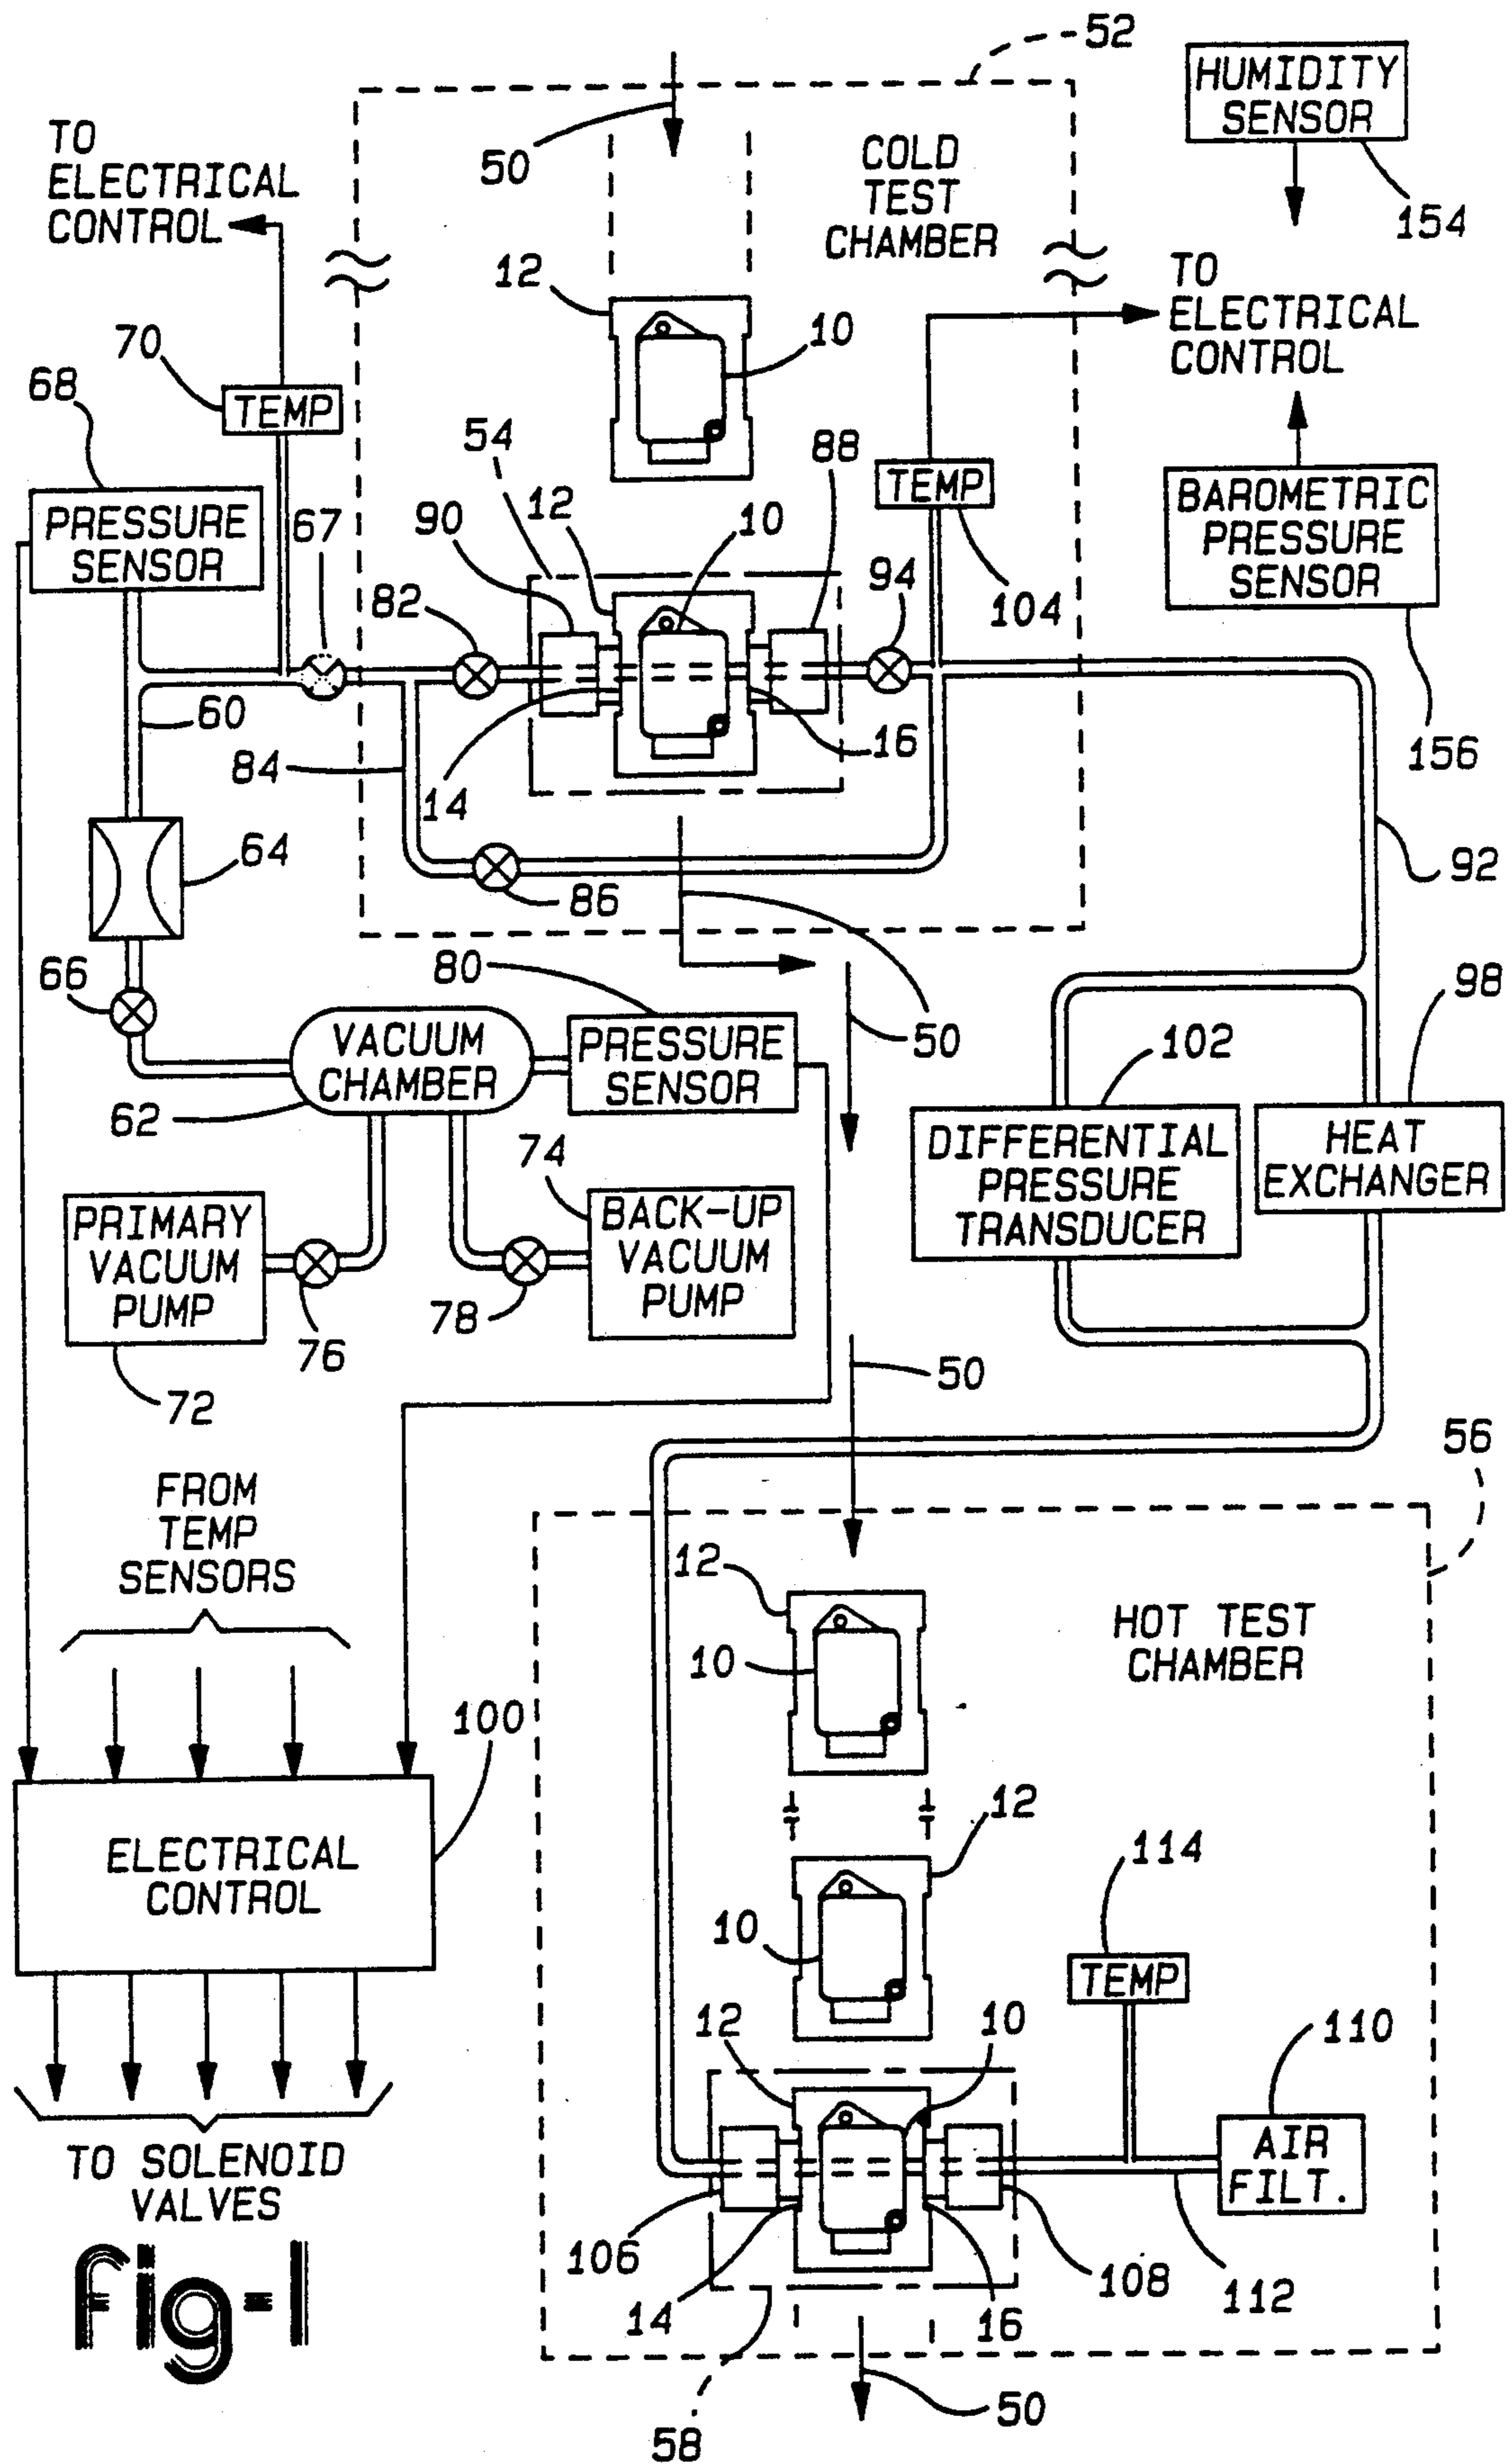 52
HUMIDITY
SENSOR
154
TO
ELECTRICAL
CONTROL
50
COLD
TEST
CHAMBER
TO
ELECTRICAL
CONTROL
12
10
70
TEMP
68
PRESSURE
SENSOR
67
54
90
12
10
88
TEMP
104
BAROMETRIC
PRESSURE
SENSOR
156
82
94
60
84
14
16
86
64
92
66
80
50
98
VACUUM
CHAMBER
62
PRESSURE
SENSOR
102
DIFFERENTIAL
PRESSURE
TRANSDUCER
HEAT
EXCHANGER
74
PRIMARY
VACUUM
PUMP
72
76
78
BACK-UP
VACUUM
PUMP
50
56
FROM
TEMP
SENSORS
12
10
HOT TEST
CHAMBER
100
ELECTRICAL
CONTROL
12
10
114
TEMP
12
10
110
AIR
FILT.
TO SOLENOID
VALVES
106
14
16
108
112
58
50
Fig-1